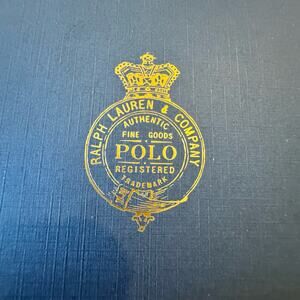 RALPH LAUREN & COMPANY
AUTHENTIC
FINE GOODS
POLO
REGISTERED
TRADEMARK